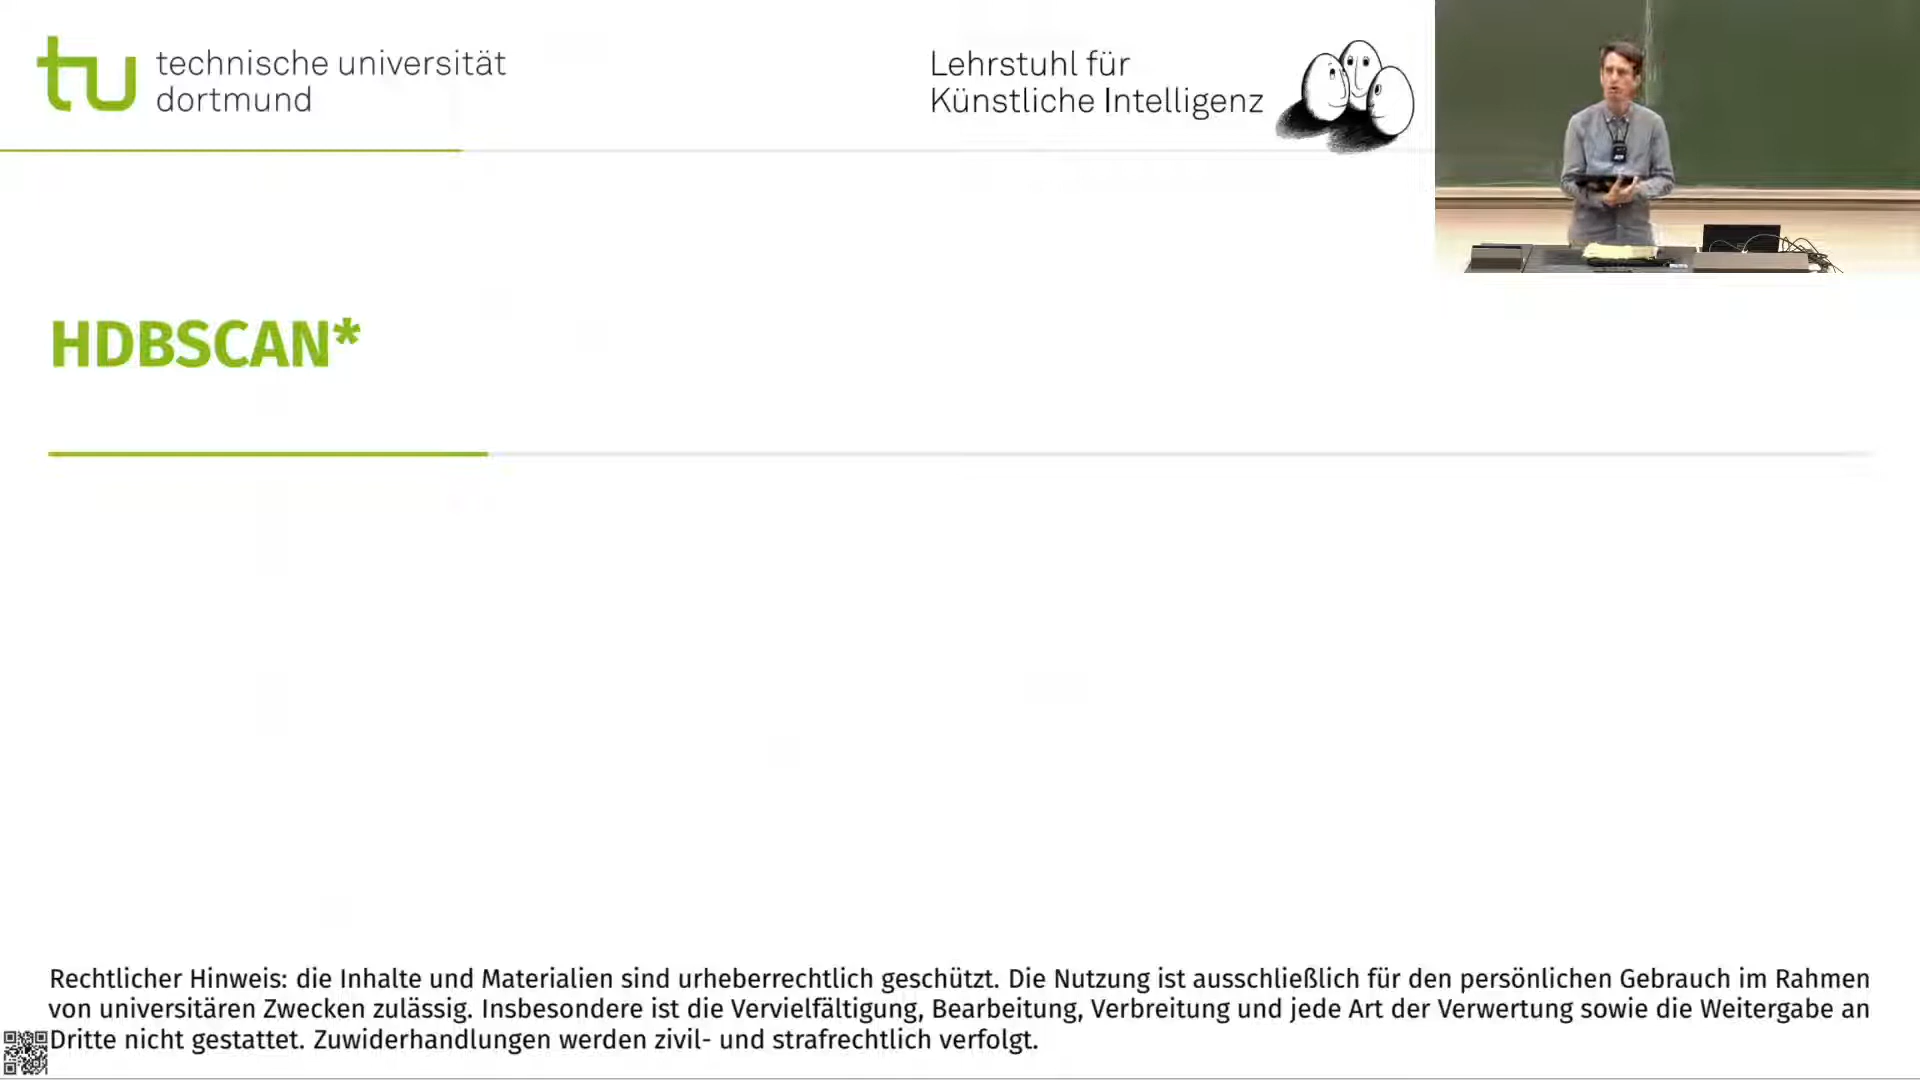 technische universität
dortmund
Lehrstuhl für
Künstliche Intelligenz
HDBSCAN*
Rechtlicher Hinweis: die Inhalte und Materialien sind urheberrechtlich geschützt. Die Nutzung ist ausschließlich für den persönlichen Gebrauch im Rahmen
von universitären Zwecken zulässig. Insbesondere ist die Vervielfältigung, Bearbeitung, Verbreitung und jede Art der Verwertung sowie die Weitergabe an
Dritte nicht gestattet. Zuwiderhandlungen werden zivil- und strafrechtlich verfolgt.